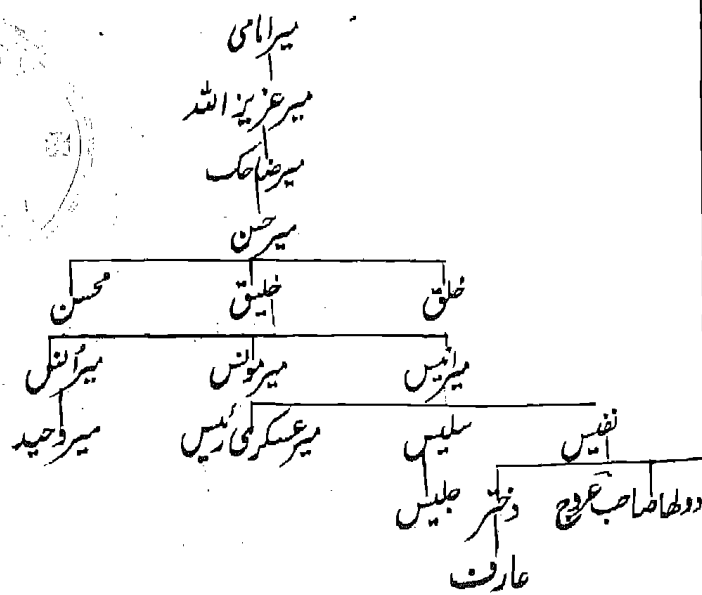 میر امامی
میر عزیز اللہ
میر ضاحک
میر حسن
خلق خلیق محسن
میر انیس میر مونس میر اُنس
نفیس سلیس میر عسکری رئیس میر وحید
دولھا صاحب عروج دختر جلیس
عارف